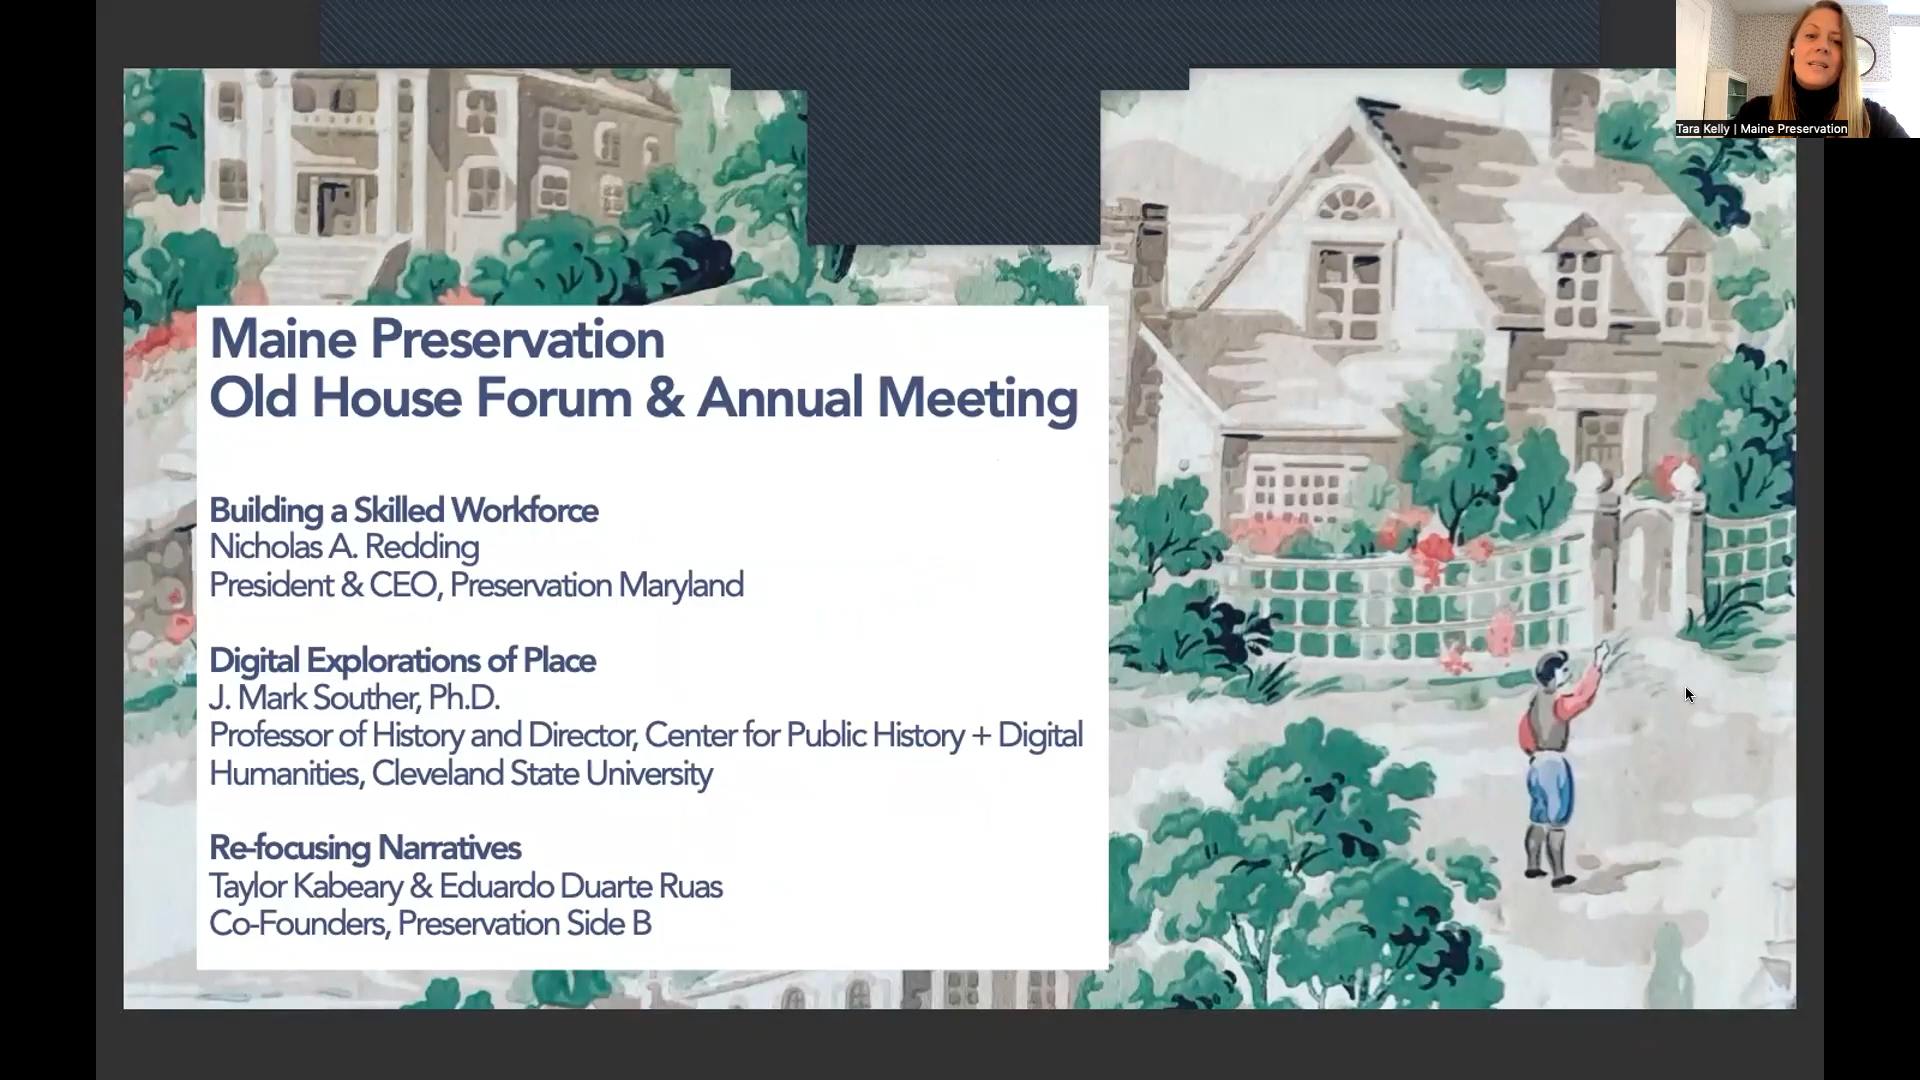 Tara Kelly | Maine Preservation
Maine Preservation
Old House Forum & Annual Meeting
Building a Skilled Workforce
Nicholas A. Redding
President & CEO, Preservation Maryland
Digital Explorations of Place
J. Mark Souther, Ph.D.
Professor of History and Director, Center for Public History + Digital
Humanities, Cleveland State University
Re-focusing Narratives
Taylor Kabeary & Eduardo Duarte Ruas
Co-Founders, Preservation Side B